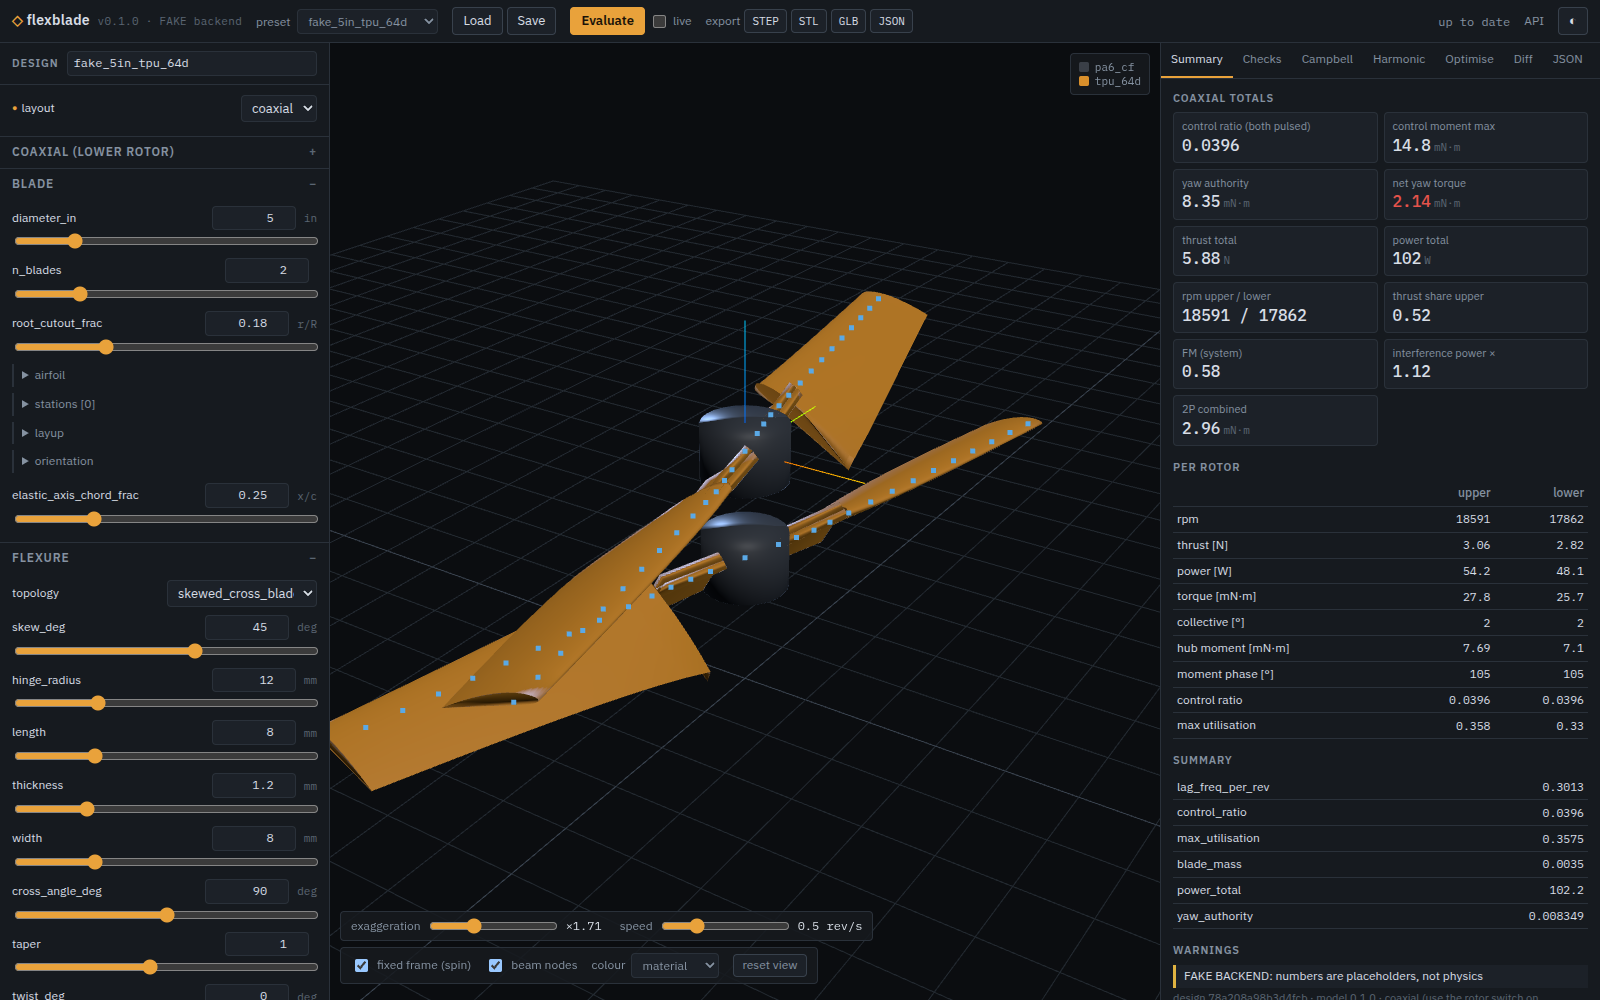 flexblade v0.1.0 · FAKE backend preset fake_5in_tpu_64d Load Save Evaluate live export STEP STL GLB JSON up to date API
DESIGN fake_5in_tpu_64d
layout coaxial
COAXIAL (LOWER ROTOR) +
BLADE −
diameter_in 5 in
n_blades 2
root_cutout_frac 0.18 r/R
airfoil
stations [0]
layup
orientation
elastic_axis_chord_frac 0.25 x/c
FLEXURE −
topology skewed_cross_blad
skew_deg 45 deg
hinge_radius 12 mm
length 8 mm
thickness 1.2 mm
width 8 mm
cross_angle_deg 90 deg
taper 1
twist_deg 0 deg
pa6_cf
tpu_64d
exaggeration ×1.71 speed 0.5 rev/s
fixed frame (spin) beam nodes colour material reset view
Summary Checks Campbell Harmonic Optimise Diff JSON
COAXIAL TOTALS
control ratio (both pulsed)
0.0396
control moment max
14.8 mN·m
yaw authority
8.35 mN·m
net yaw torque
2.14 mN·m
thrust total
5.88 N
power total
102 W
rpm upper / lower
18591 / 17862
thrust share upper
0.52
FM (system)
0.58
interference power ×
1.12
2P combined
2.96 mN·m
PER ROTOR
upper lower
rpm 18591 17862
thrust [N] 3.06 2.82
power [W] 54.2 48.1
torque [mN·m] 27.8 25.7
collective [°] 2 2
hub moment [mN·m] 7.69 7.1
moment phase [°] 105 105
control ratio 0.0396 0.0396
max utilisation 0.358 0.33
SUMMARY
lag_freq_per_rev 0.3013
control_ratio 0.0396
max_utilisation 0.3575
blade_mass 0.0035
power_total 102.2
yaw_authority 0.008349
WARNINGS
FAKE BACKEND: numbers are placeholders, not physics
design 78a208a98b3d4fcb · model 0.1.0 · coaxial (use the rotor switch on